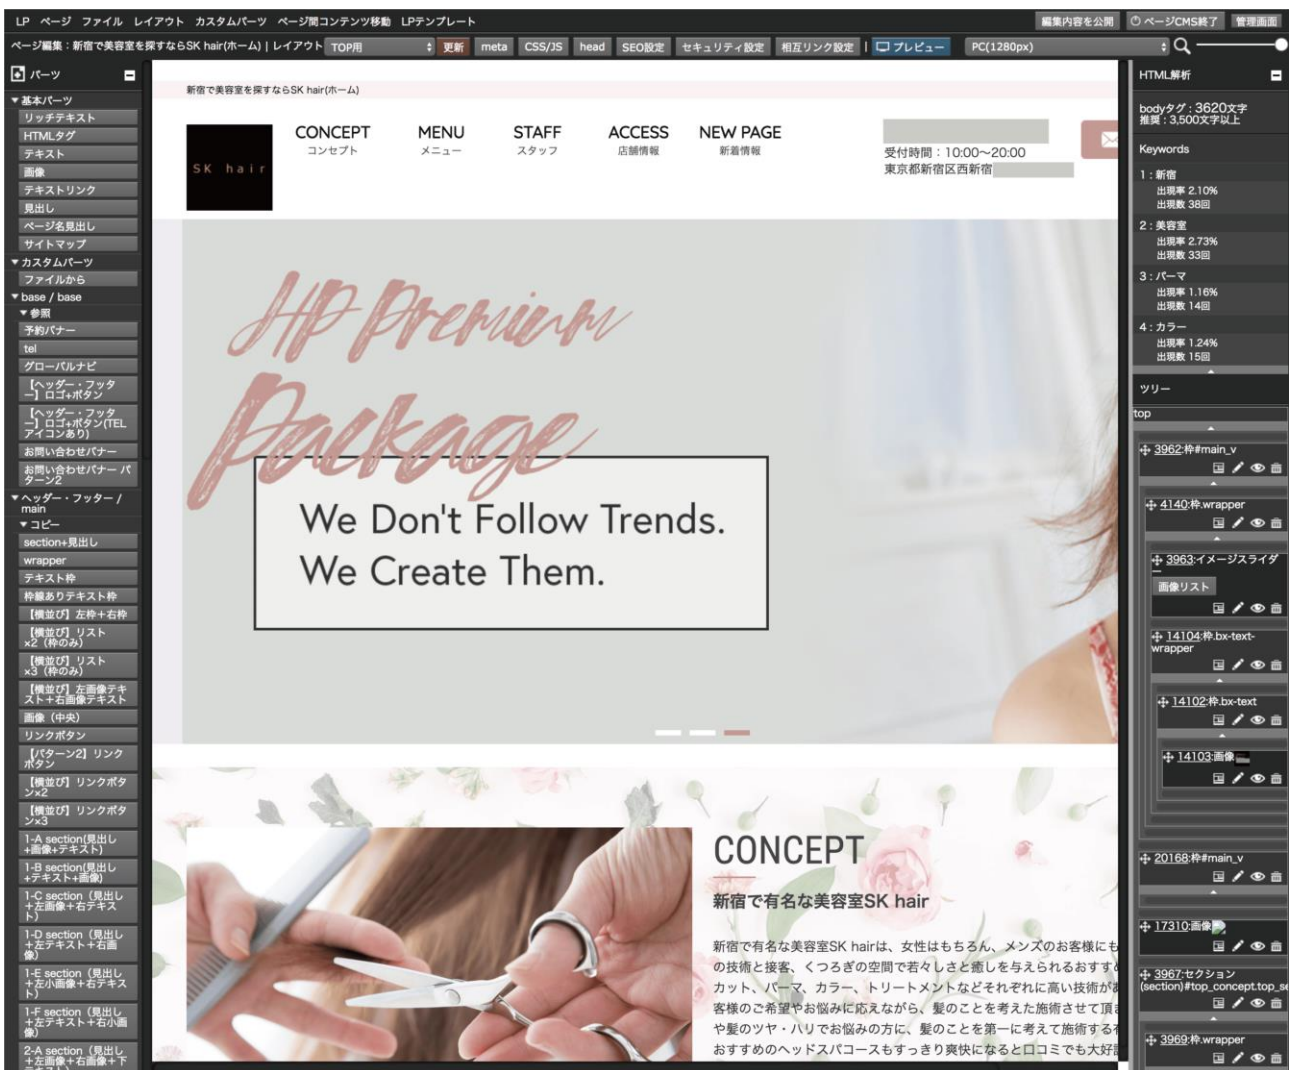 LP ページ ファイル レイアウト カスタムパーツ ページ間コンテンツ移動 LPテンプレート
編集内容を公開 ページCMS終了 管理画面
ページ編集：新宿で美容室を探すならSK hair(ホーム) | レイアウト TOP用 更新 meta CSS/JS head SEO設定 セキュリティ設定 相互リンク設定 | プレビュー PC(1280px)
パーツ
▼基本パーツ
リッチテキスト
HTMLタグ
テキスト
画像
テキストリンク
見出し
ページ名見出し
サイトマップ
▼カスタムパーツ
ファイルから
▼base / base
▼参照
予約バナー
tel
グローバルナビ
【ヘッダー・フッタ
ー】ロゴ+ボタン
【ヘッダー・フッタ
ー】ロゴ+ボタン(TEL
アイコンあり)
お問い合わせバナー
お問い合わせバナー パ
ターン2
▼ヘッダー・フッター /
main
▼コピー
section+見出し
wrapper
テキスト枠
枠線ありテキスト枠
【横並び】左枠＋右枠
【横並び】リスト
×2（枠のみ）
【横並び】リスト
×3（枠のみ）
【横並び】左画像テキ
スト＋右画像テキスト
画像（中央）
リンクボタン
【パターン2】リンク
ボタン
【横並び】リンクボタ
ン×2
【横並び】リンクボタ
ン×3
1-A section(見出し
+画像+テキスト)
1-B section(見出し
+テキスト+画像)
1-C section（見出し
+左画像+右テキス
ト）
1-D section（見出し
+左テキスト+右画
像）
1-E section（見出し
+左小画像+右テキス
ト）
1-F section（見出し
+左テキスト+右小画
像）
2-A section（見出し
+左画像+右画像+下
新宿で美容室を探すならSK hair(ホーム)
SK hair
CONCEPT MENU STAFF ACCESS NEW PAGE
コンセプト メニュー スタッフ 店舗情報 新着情報
受付時間：10:00〜20:00
東京都新宿区西新宿
HP Premium
Package
We Don't Follow Trends.
We Create Them.
CONCEPT
新宿で有名な美容室SK hair
新宿で有名な美容室SK hairは、女性はもちろん、メンズのお客様にも
の技術と接客、くつろぎの空間で若々しさと癒しを与えられるおすす
カット、パーマ、カラー、トリートメントなどそれぞれに高い技術が
客様のご希望やお悩みに応えながら、髪のことを考えた施術させて頂
や髪のツヤ・ハリでお悩みの方に、髪のことを第一に考えて施術する
おすすめのヘッドスパコースもすっきり爽快になると口コミでも大好
HTML解析
bodyタグ：3620文字
推奨：3,500文字以上
Keywords
1：新宿
出現率 2.10%
出現数 38回
2：美容室
出現率 2.73%
出現数 33回
3：パーマ
出現率 1.16%
出現数 14回
4：カラー
出現率 1.24%
出現数 15回
ツリー
top
3962:枠#main_v
4140:枠.wrapper
3963:イメージスライダ
ー
画像リスト
14104:枠.bx-text-
wrapper
14102:枠.bx-text
14103:画像
20168:枠#main_v
17310:画像
3967:セクション
(section)#top_concept.top_se
3969:枠.wrapper